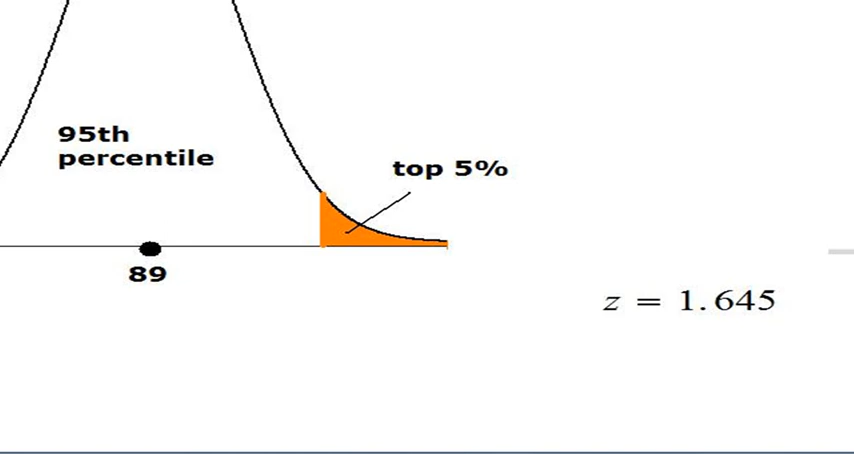 95th
percentile
top 5%
89
z = 1.645